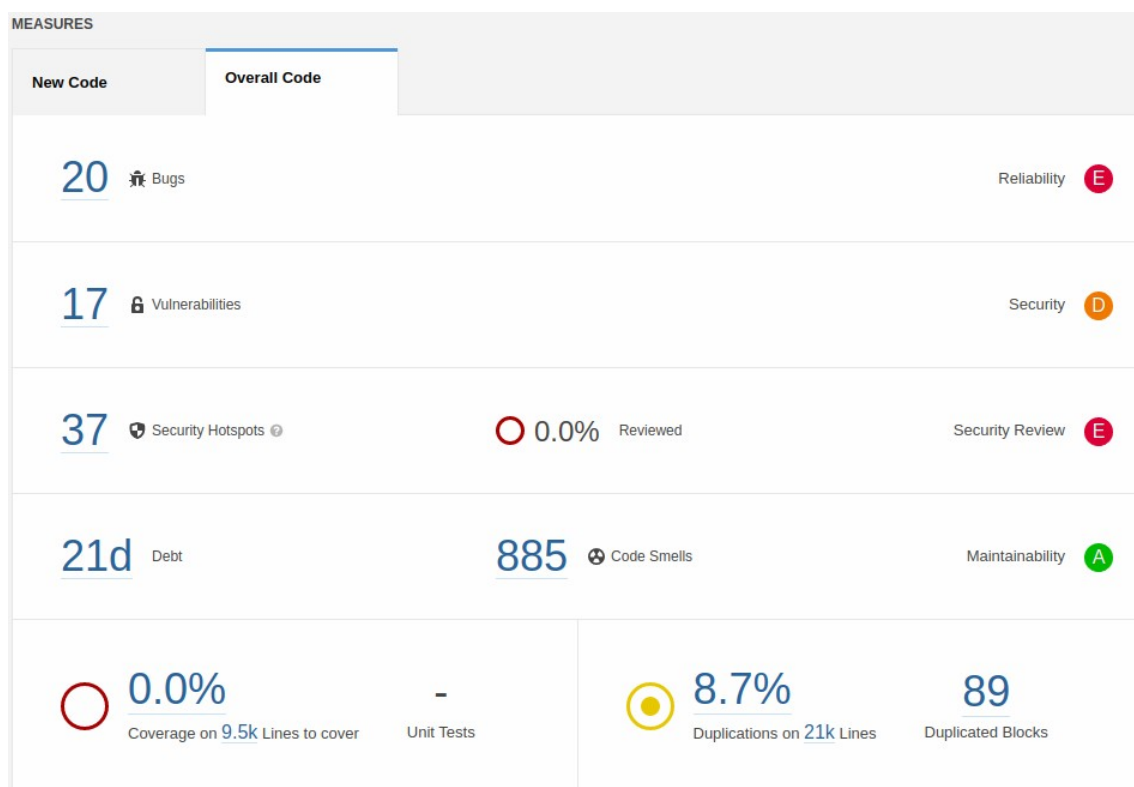 MEASURES
New Code
Overall Code
20 Bugs Reliability E
17 Vulnerabilities Security D
37 Security Hotspots ? 0.0% Reviewed Security Review E
21d Debt 885 Code Smells Maintainability A
0.0% - 8.7% 89
Coverage on 9.5k Lines to cover Unit Tests Duplications on 21k Lines Duplicated Blocks